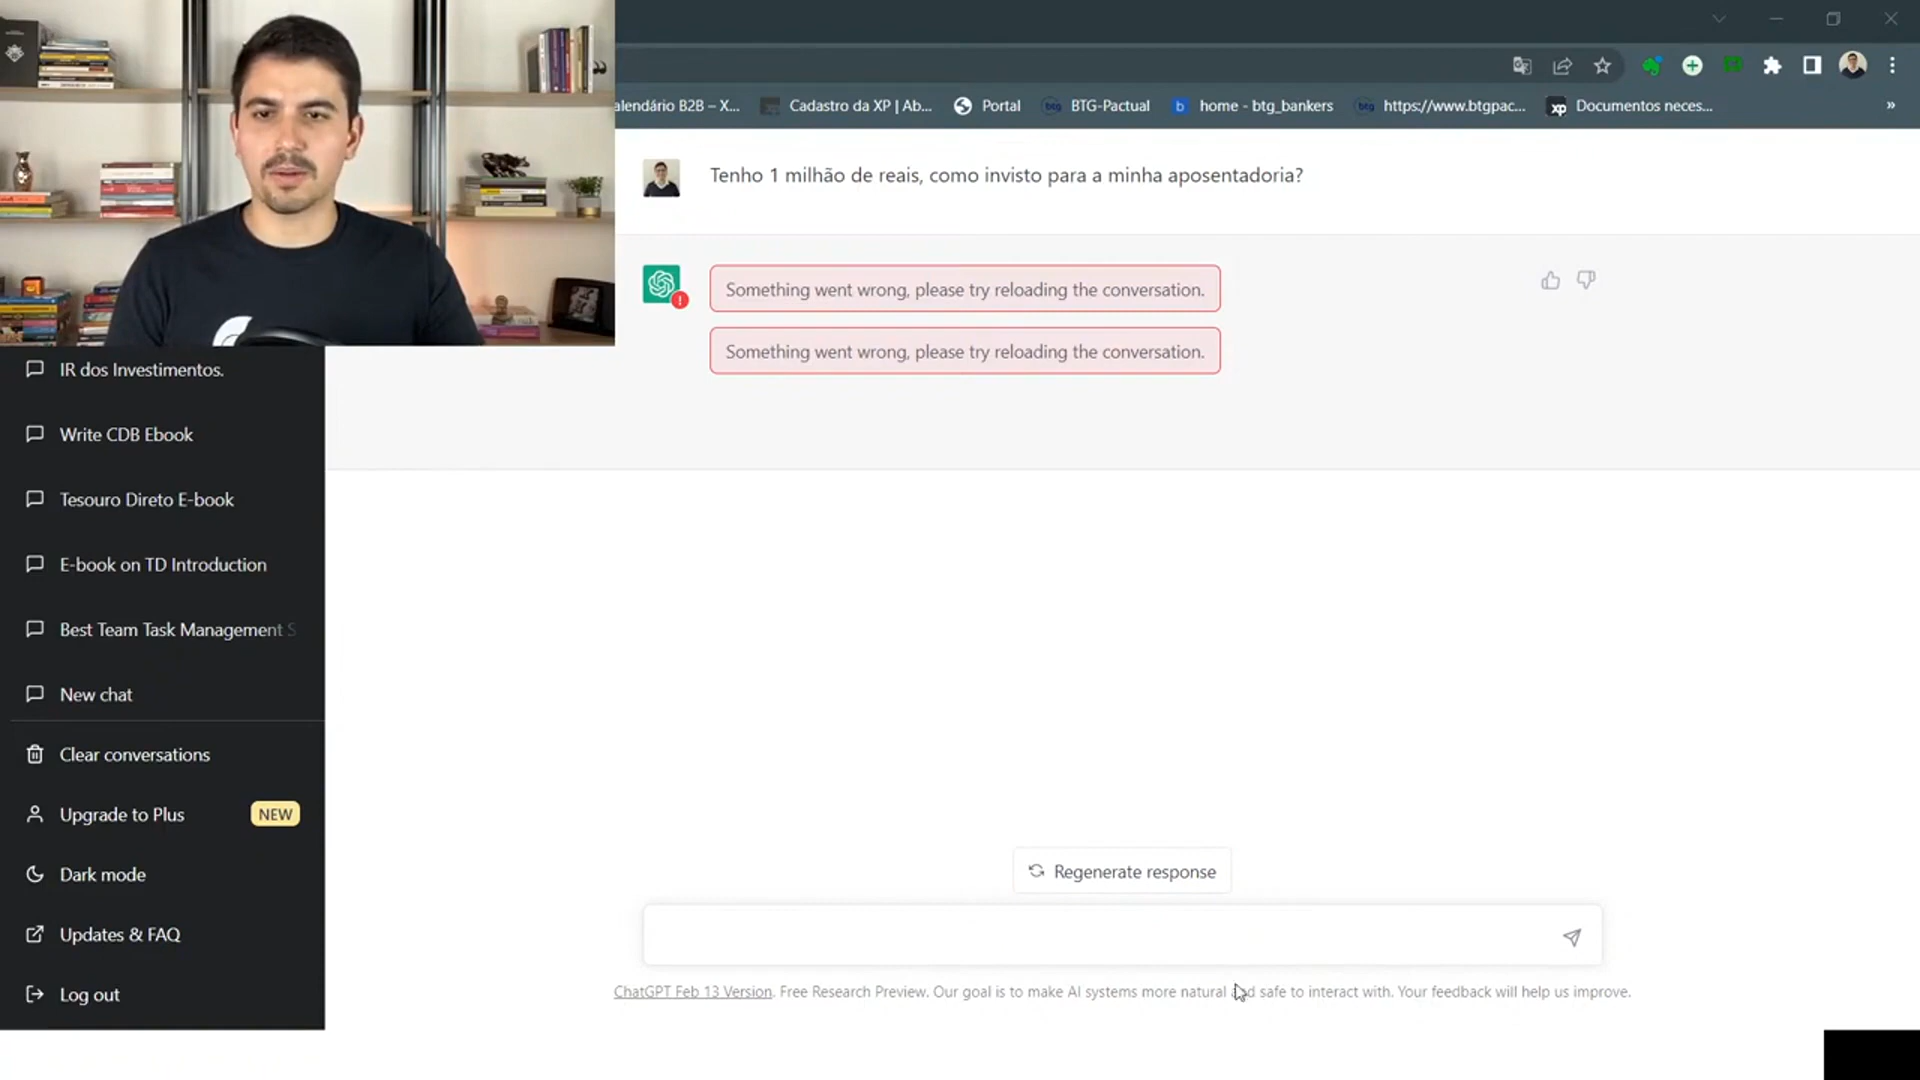 alendário B2B – X...
Cadastro da XP | Ab...
Portal
btg
BTG-Pactual
b
home - btg_bankers
btg
https://www.btgpac...
xp
Documentos neces...
»
Tenho 1 milhão de reais, como invisto para a minha aposentadoria?
!
Something went wrong, please try reloading the conversation.
Something went wrong, please try reloading the conversation.
IR dos Investimentos.
Write CDB Ebook
Tesouro Direto E-book
E-book on TD Introduction
Best Team Task Management S
New chat
Clear conversations
Upgrade to Plus
NEW
Dark mode
Updates & FAQ
Log out
Regenerate response
ChatGPT Feb 13 Version. Free Research Preview. Our goal is to make AI systems more natural and safe to interact with. Your feedback will help us improve.